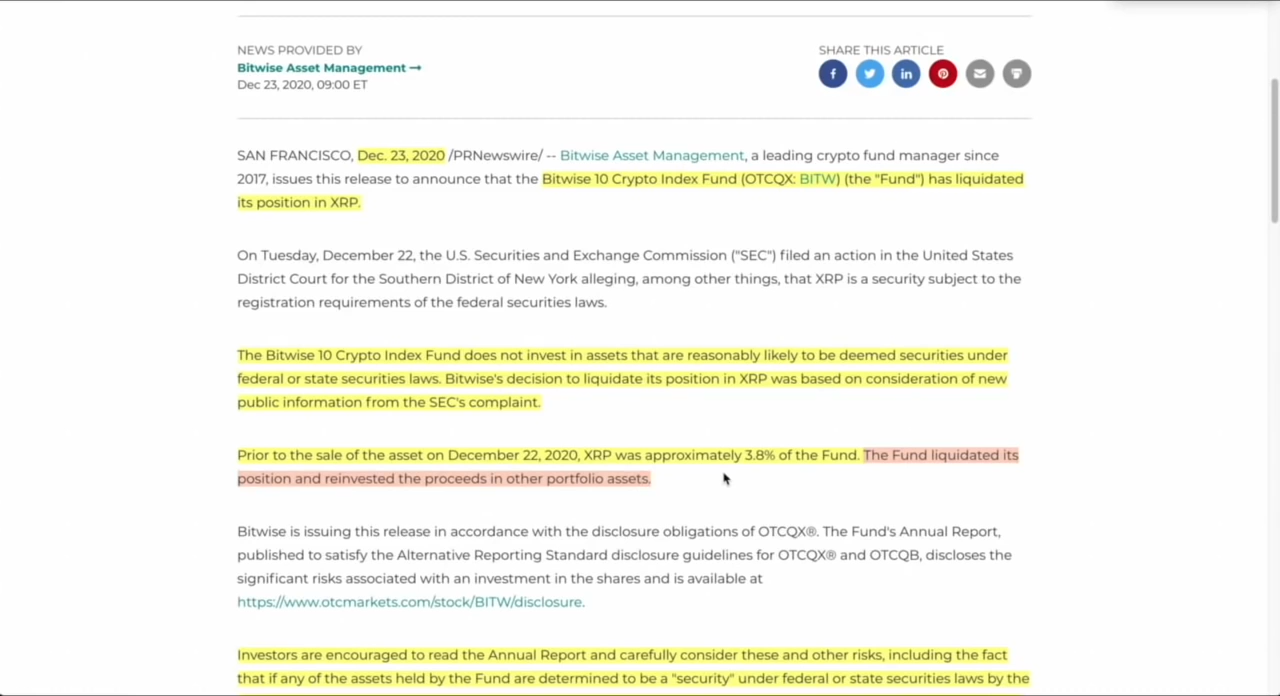 NEWS PROVIDED BY
SHARE THIS ARTICLE
Bitwise Asset Management →
Dec 23, 2020, 09:00 ET
SAN FRANCISCO, Dec. 23, 2020 /PRNewswire/ -- Bitwise Asset Management, a leading crypto fund manager since
2017, issues this release to announce that the Bitwise 10 Crypto Index Fund (OTCQX: BITW) (the "Fund") has liquidated
its position in XRP.
On Tuesday, December 22, the U.S. Securities and Exchange Commission ("SEC") filed an action in the United States
District Court for the Southern District of New York alleging, among other things, that XRP is a security subject to the
registration requirements of the federal securities laws.
The Bitwise 10 Crypto Index Fund does not invest in assets that are reasonably likely to be deemed securities under
federal or state securities laws. Bitwise's decision to liquidate its position in XRP was based on consideration of new
public information from the SEC's complaint.
Prior to the sale of the asset on December 22, 2020, XRP was approximately 3.8% of the Fund. The Fund liquidated its
position and reinvested the proceeds in other portfolio assets.
Bitwise is issuing this release in accordance with the disclosure obligations of OTCQX®. The Fund's Annual Report,
published to satisfy the Alternative Reporting Standard disclosure guidelines for OTCQX® and OTCQB, discloses the
significant risks associated with an investment in the shares and is available at
https://www.otcmarkets.com/stock/BITW/disclosure.
Investors are encouraged to read the Annual Report and carefully consider these and other risks, including the fact
that if any of the assets held by the Fund are determined to be a "security" under federal or state securities laws by the